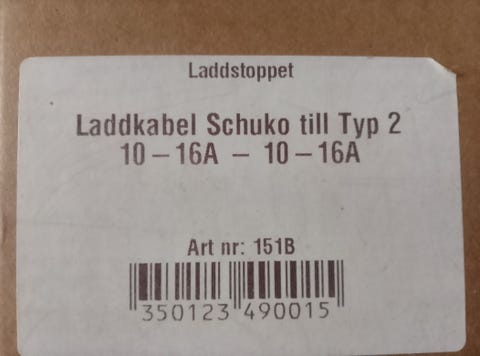 Laddstoppet
Laddkabel Schuko till Typ 2
10 – 16A – 10 – 16A
Art nr: 151B
350123 490015